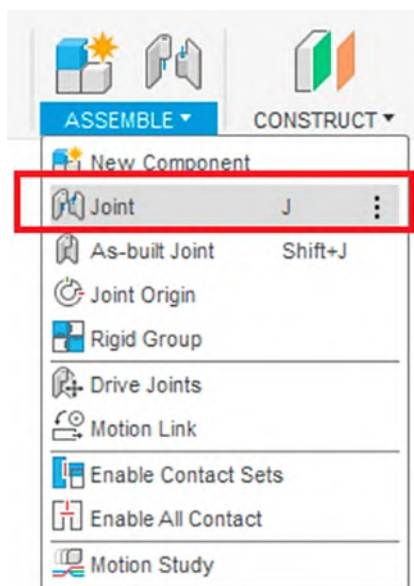 ASSEMBLE CONSTRUCT
New Component
Joint J
As-built Joint Shift+J
Joint Origin
Rigid Group
Drive Joints
Motion Link
Enable Contact Sets
Enable All Contact
Motion Study